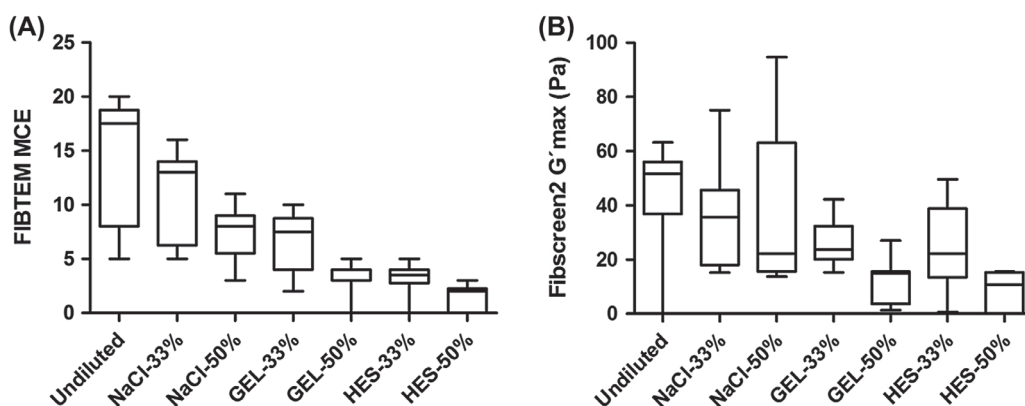 (A)
FIBTEM MCE
25
20
15
10
5
0
Undiluted
NaCl-33%
NaCl-50%
GEL-33%
GEL-50%
HES-33%
HES-50%
(B)
Fibscreen2 G´max (Pa)
100
80
60
40
20
0
Undiluted
NaCl-33%
NaCl-50%
GEL-33%
GEL-50%
HES-33%
HES-50%